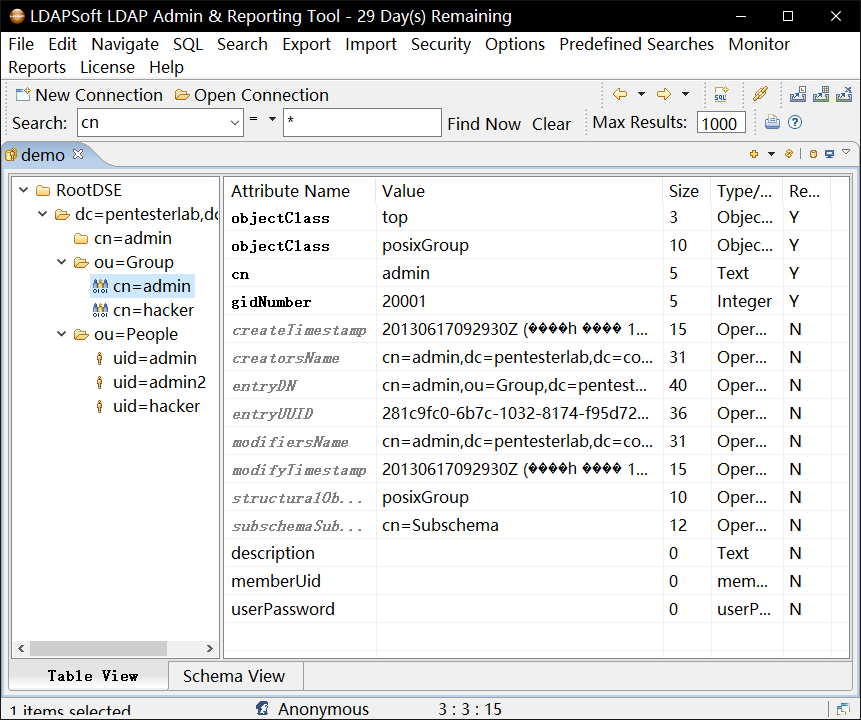 LDAPSoft LDAP Admin & Reporting Tool - 29 Day(s) Remaining
File Edit Navigate SQL Search Export Import Security Options Predefined Searches Monitor
Reports License Help
New Connection Open Connection
Search: cn = * Find Now Clear Max Results: 1000
demo
RootDSE
dc=pentesterlab,dc
cn=admin
ou=Group
cn=admin
cn=hacker
ou=People
uid=admin
uid=admin2
uid=hacker
Attribute Name Value Size Type/... Re...
objectClass top 3 Objec... Y
objectClass posixGroup 10 Objec... Y
cn admin 5 Text Y
gidNumber 20001 5 Integer Y
createTimestamp 20130617092930Z (����h ���� 1... 15 Oper... N
creatorsName cn=admin,dc=pentesterlab,dc=co... 31 Oper... N
entryDN cn=admin,ou=Group,dc=pentest... 40 Oper... N
entryUUID 281c9fc0-6b7c-1032-8174-f95d72... 36 Oper... N
modifiersName cn=admin,dc=pentesterlab,dc=co... 31 Oper... N
modifyTimestamp 20130617092930Z (����h ���� 1... 15 Oper... N
structuralOb... posixGroup 10 Oper... N
subschemaSub... cn=Subschema 12 Oper... N
description 0 Text N
memberUid 0 mem... N
userPassword 0 userP... N
Table View Schema View
1 items selected Anonymous 3 : 3 : 15